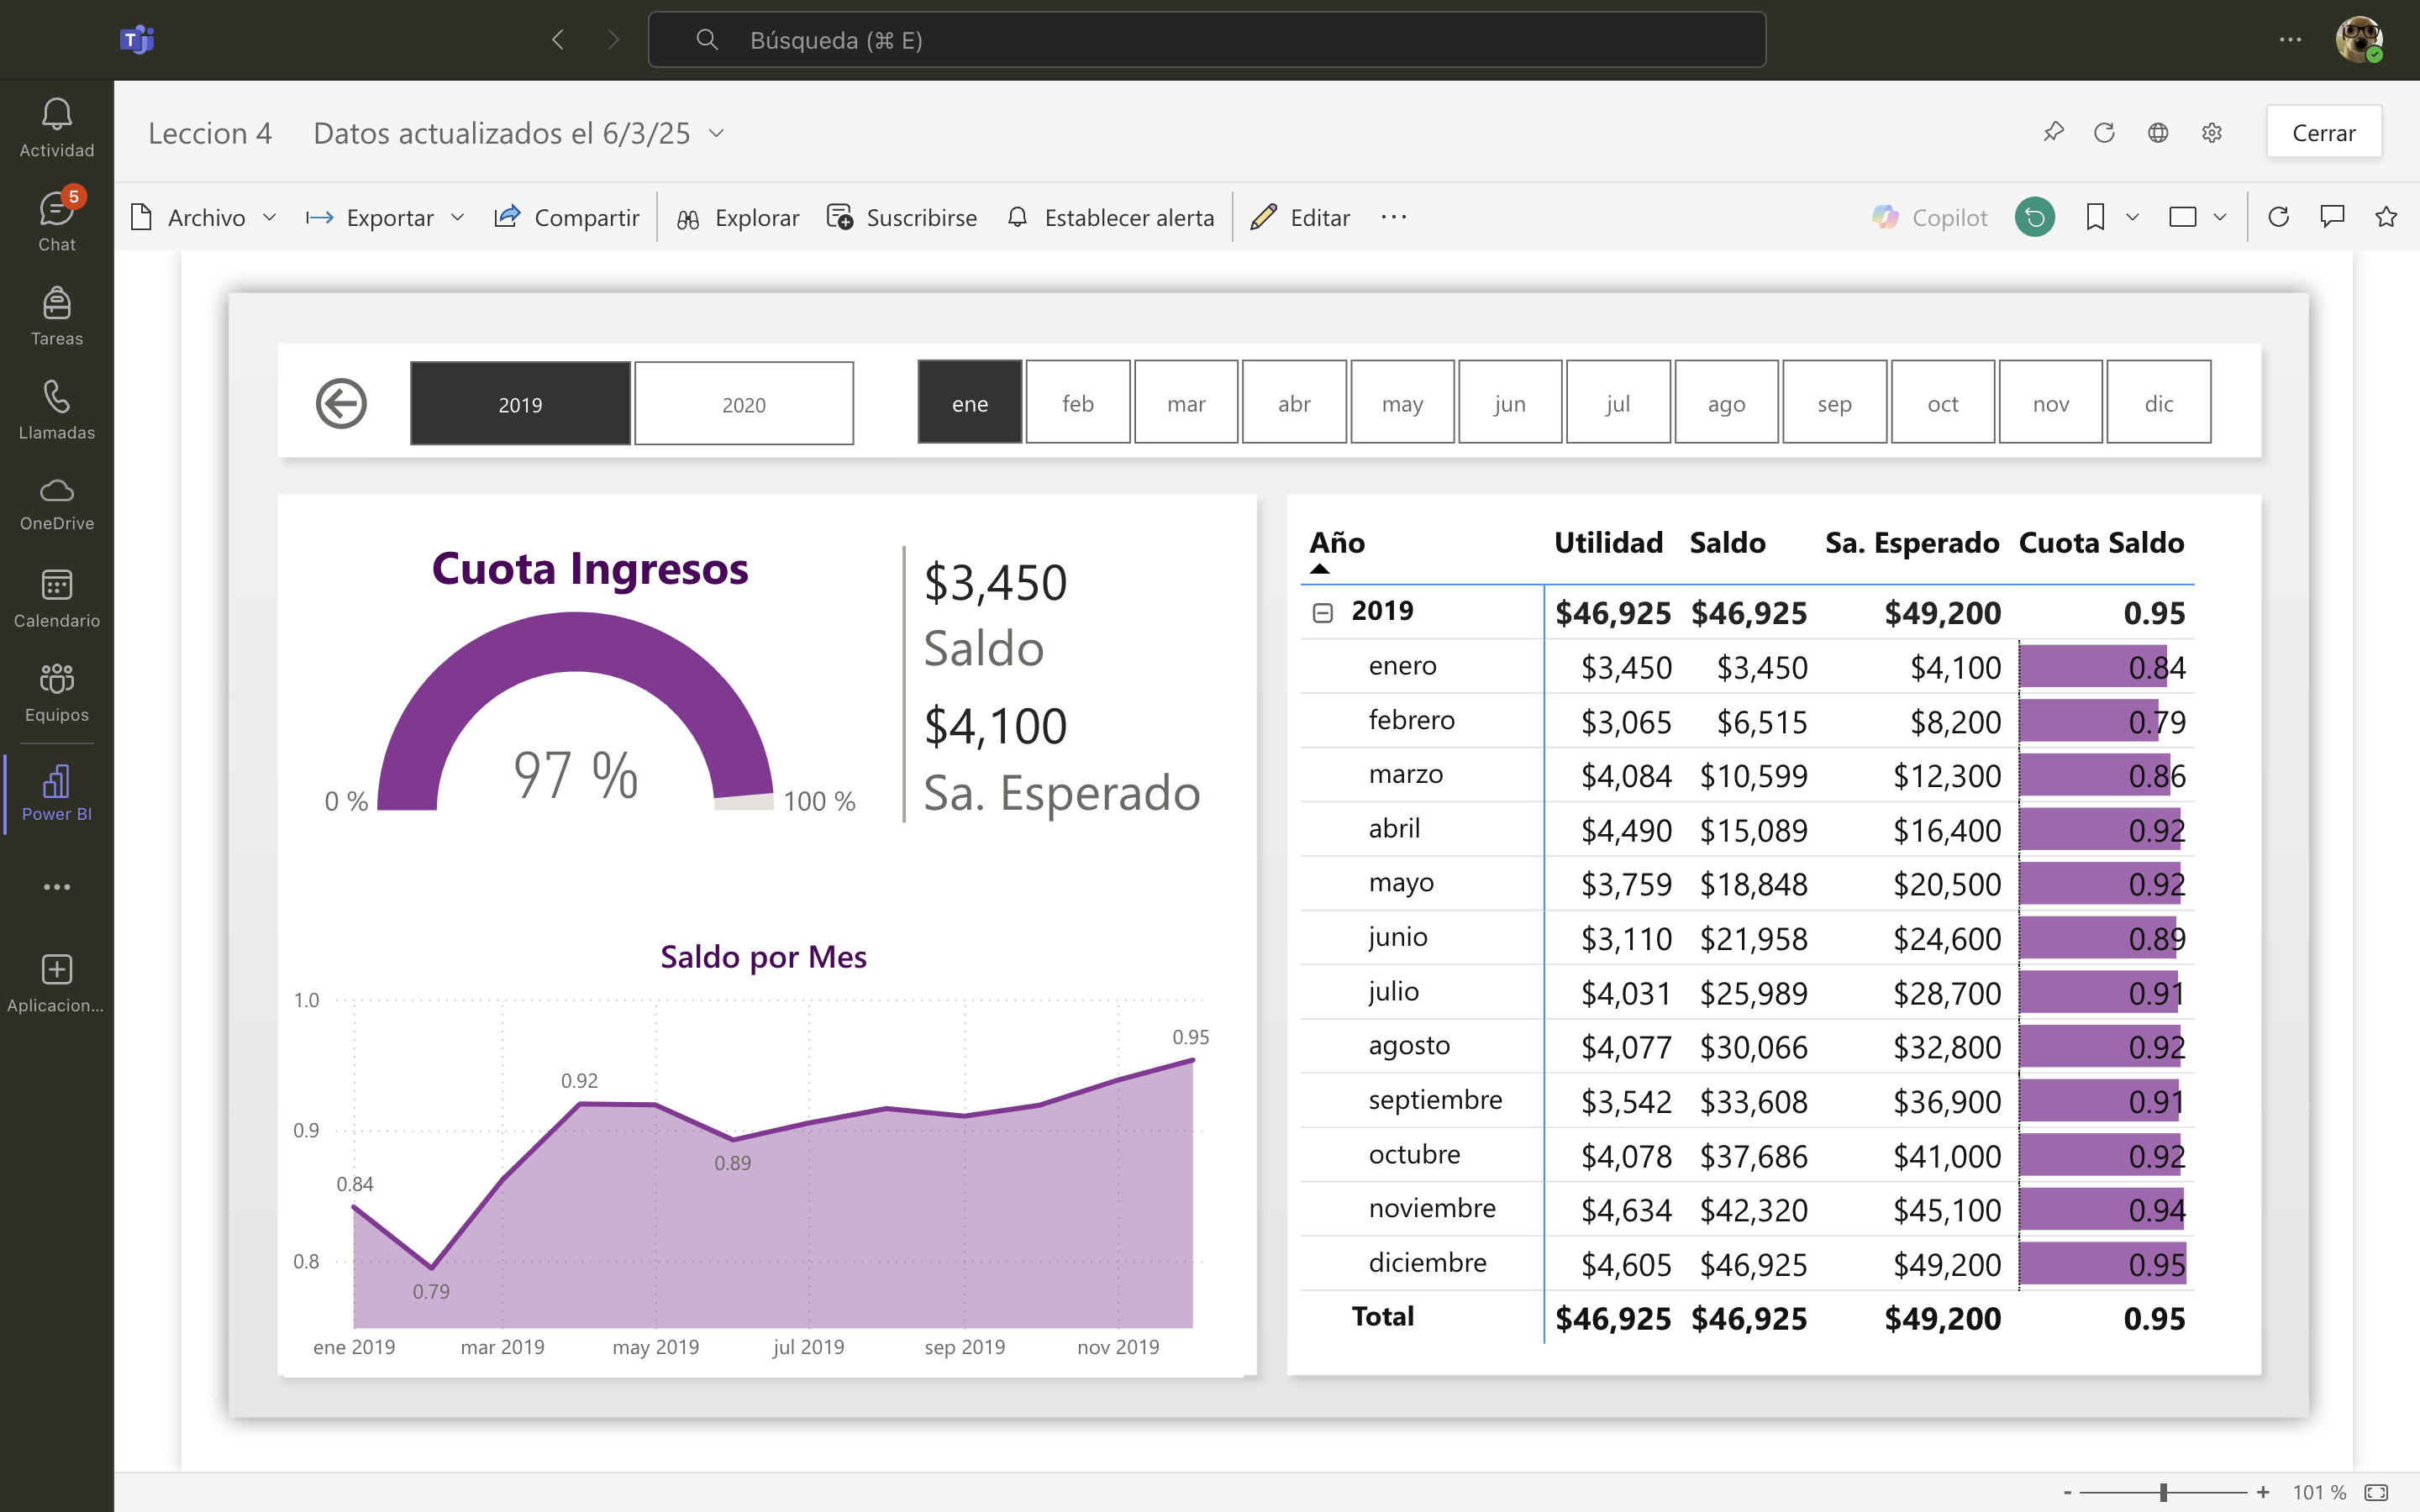 Búsqueda (⌘ E)
Actividad
5
Chat
Tareas
Llamadas
OneDrive
Calendario
Equipos
Power BI
Aplicacion...
Leccion 4 Datos actualizados el 6/3/25
Cerrar
Archivo Exportar Compartir Explorar Suscribirse Establecer alerta Editar Copilot
2019 2020 ene feb mar abr may jun jul ago sep oct nov dic
Cuota Ingresos
97 %
0 % 100 %
$3,450
Saldo
$4,100
Sa. Esperado
Saldo por Mes
1.0
0.9
0.8
0.84
0.79
0.92
0.89
0.95
ene 2019 mar 2019 may 2019 jul 2019 sep 2019 nov 2019
Año Utilidad Saldo Sa. Esperado Cuota Saldo
2019 $46,925 $46,925 $49,200 0.95
enero $3,450 $3,450 $4,100 0.84
febrero $3,065 $6,515 $8,200 0.79
marzo $4,084 $10,599 $12,300 0.86
abril $4,490 $15,089 $16,400 0.92
mayo $3,759 $18,848 $20,500 0.92
junio $3,110 $21,958 $24,600 0.89
julio $4,031 $25,989 $28,700 0.91
agosto $4,077 $30,066 $32,800 0.92
septiembre $3,542 $33,608 $36,900 0.91
octubre $4,078 $37,686 $41,000 0.92
noviembre $4,634 $42,320 $45,100 0.94
diciembre $4,605 $46,925 $49,200 0.95
Total $46,925 $46,925 $49,200 0.95
- + 101 %